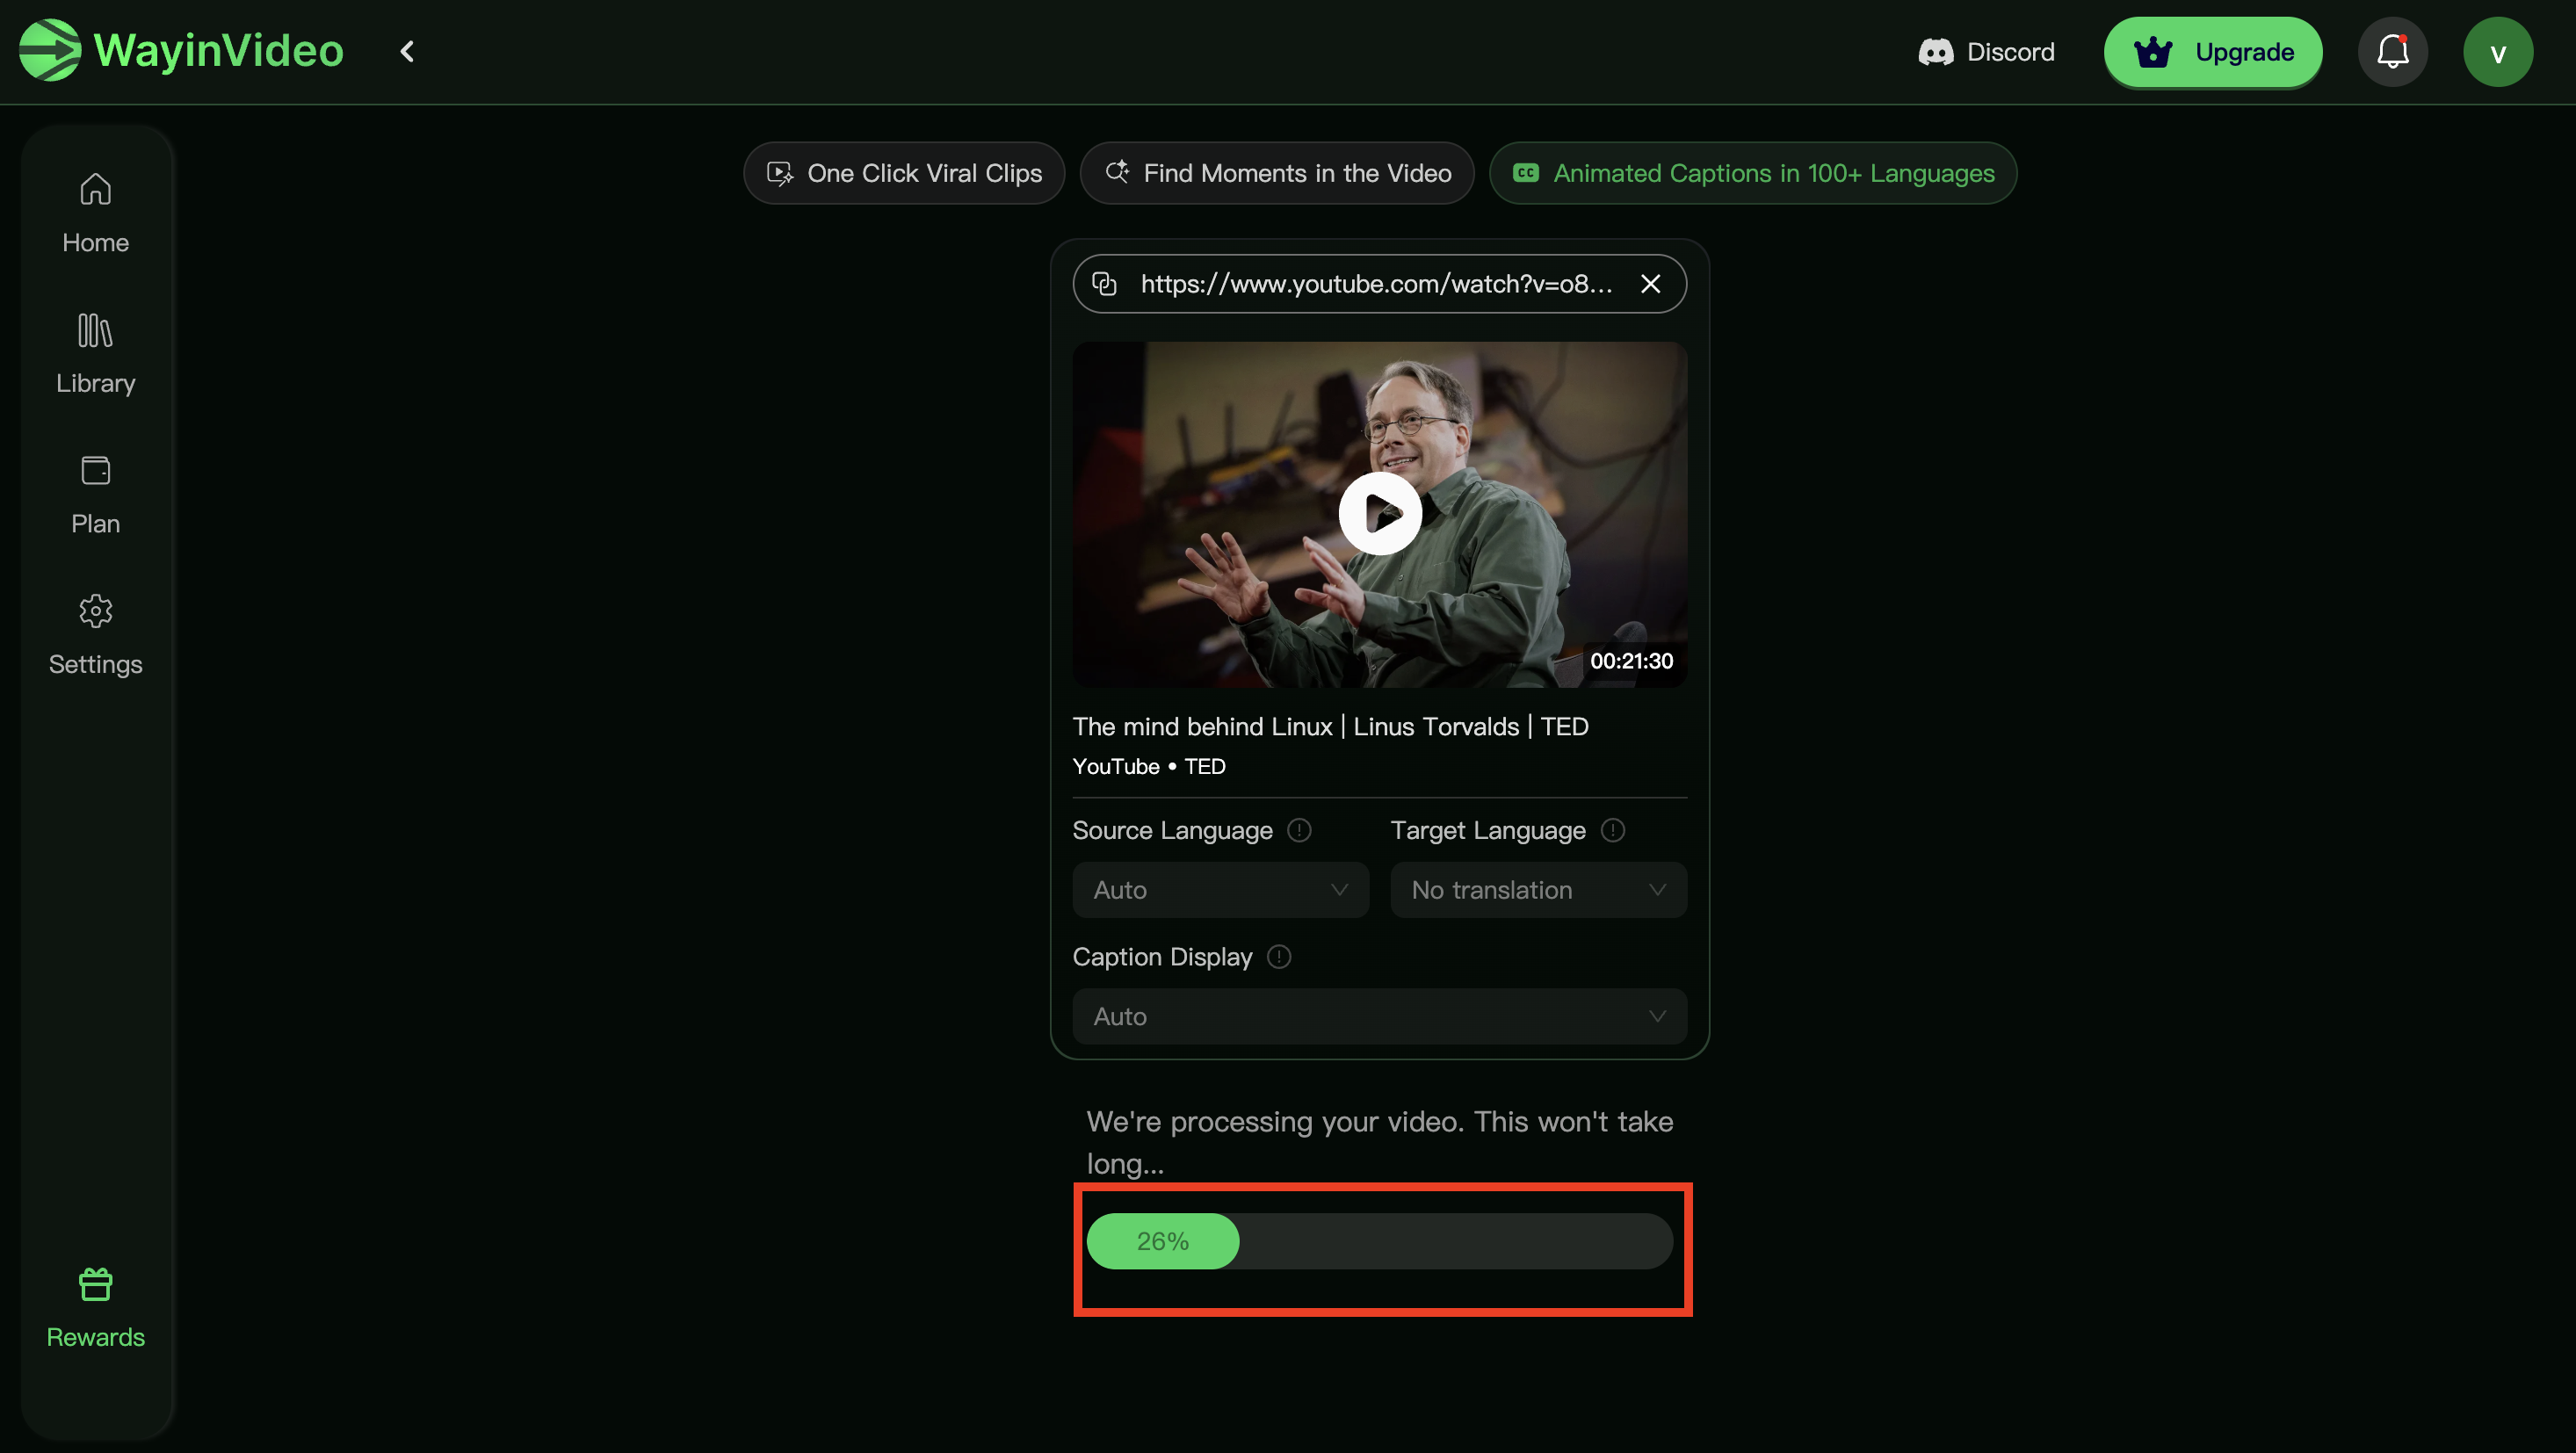 WayinVideo
Discord
Upgrade
v
Home
Library
Plan
Settings
Rewards
One Click Viral Clips
Find Moments in the Video
CC Animated Captions in 100+ Languages
https://www.youtube.com/watch?v=o8...
00:21:30
The mind behind Linux | Linus Torvalds | TED
YouTube • TED
Source Language
Target Language
Auto
No translation
Caption Display
Auto
We're processing your video. This won't take
long...
26%